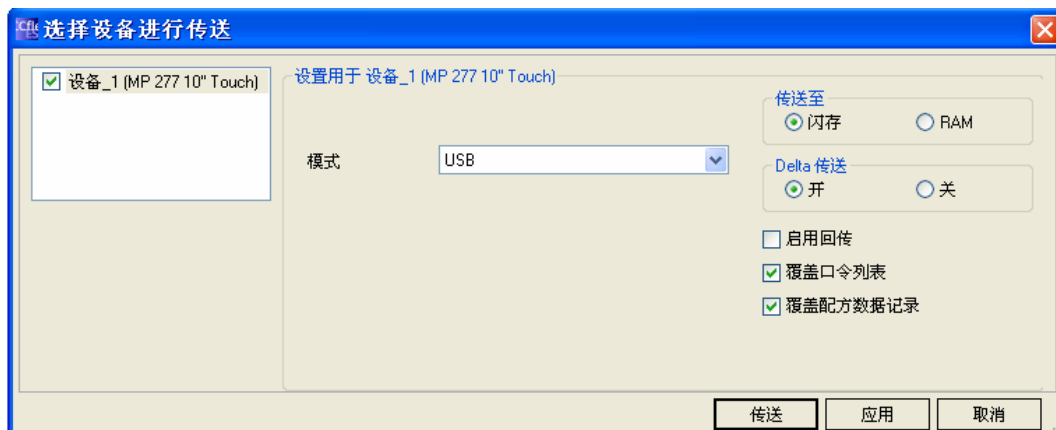 选择设备进行传送
设备_1 (MP 277 10" Touch)
设置用于 设备_1 (MP 277 10" Touch)
模式
USB
传送至
闪存
RAM
Delta 传送
开
关
启用回传
覆盖口令列表
覆盖配方数据记录
传送
应用
取消